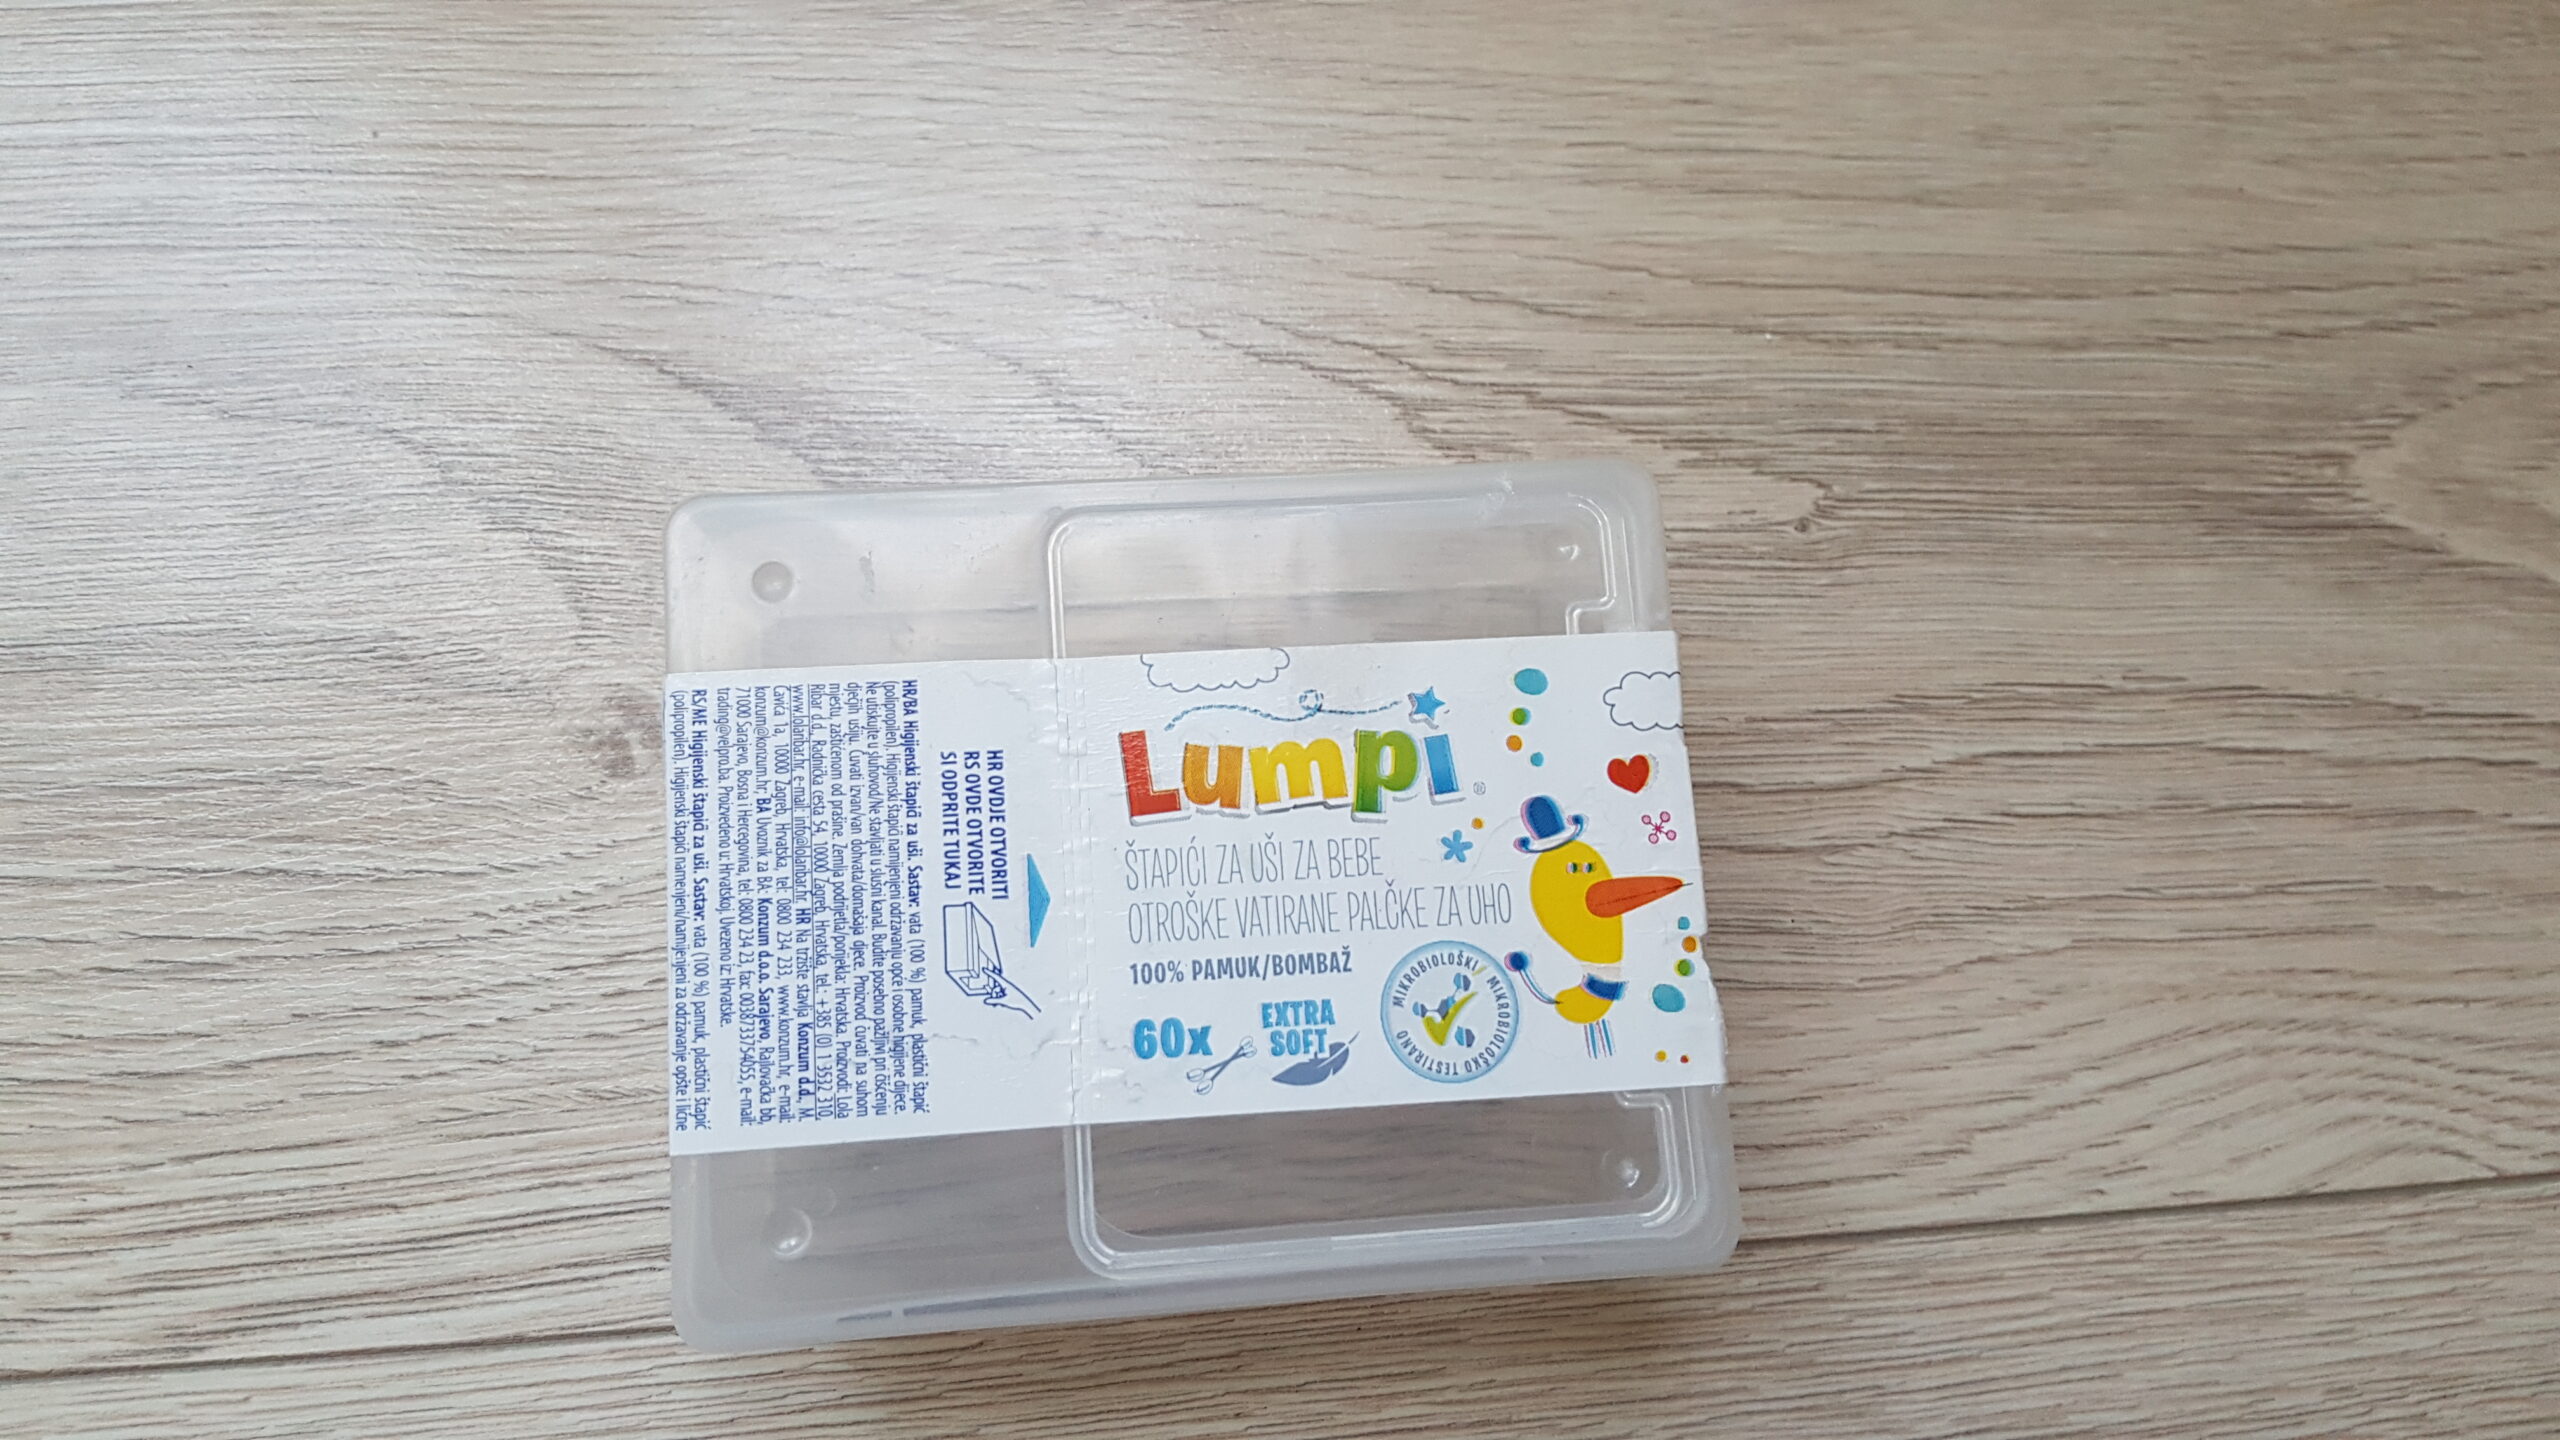 Lumpi ®
ŠTAPIĆI ZA UŠI ZA BEBE
OTROŠKE VATIRANE PALČKE ZA UHO
100% PAMUK/BOMBAŽ
60x
EXTRA
SOFT
MIKROBIOLOŠKI / MIKROBIOLOŠKO TESTIRANO
HR OVDJE OTVORITI
RS OVDE OTVORITE
SI ODPRITE TUKAJ
HR/BA Higijenski štapići za uši. Sastav: vata (100 %) pamuk, plastični štapić
(polipropilen). Higijenski štapići namijenjeni održavanju opće i osobne higijene djece.
Ne utiskujte u sluhovod/Ne stavljati u slušni kanal. Budite posebno pažljivi pri čišćenju
dječjih ušiju. Čuvati izvan/van dohvata/domašaja djece. Proizvod čuvati na suhom
mjestu, zaštićenom od prašine. Zemlja podrijetla/porijekla: Hrvatska. Proizvodi: Lola
Ribar d.d., Radnička cesta 54, 10000 Zagreb, Hrvatska, tel.: +385 (0) 1 3532 310,
www.lolaribar.hr, e-mail: info@lolaribar.hr. HR Na tržište stavlja Konzum d.d., M.
Čavića 1a, 10000 Zagreb, Hrvatska, tel: 0800 234 233, www.konzum.hr, e-mail:
konzum@konzum.hr; BA Uvoznik za BA: Konzum d.o.o. Sarajevo, Rajlovačka bb,
71000 Sarajevo, Bosna i Hercegovina, tel: 0800 234 23, fax: 0038733754055, e-mail:
trading@velpro.ba. Proizvedeno u: Hrvatskoj. Uvezeno iz: Hrvatske.
RS/ME Higijenski štapići za uši. Sastav: vata (100 %) pamuk, plastični štapić
(polipropilen). Higijenski štapići namenjeni/namijenjeni za održavanje opšte i lične